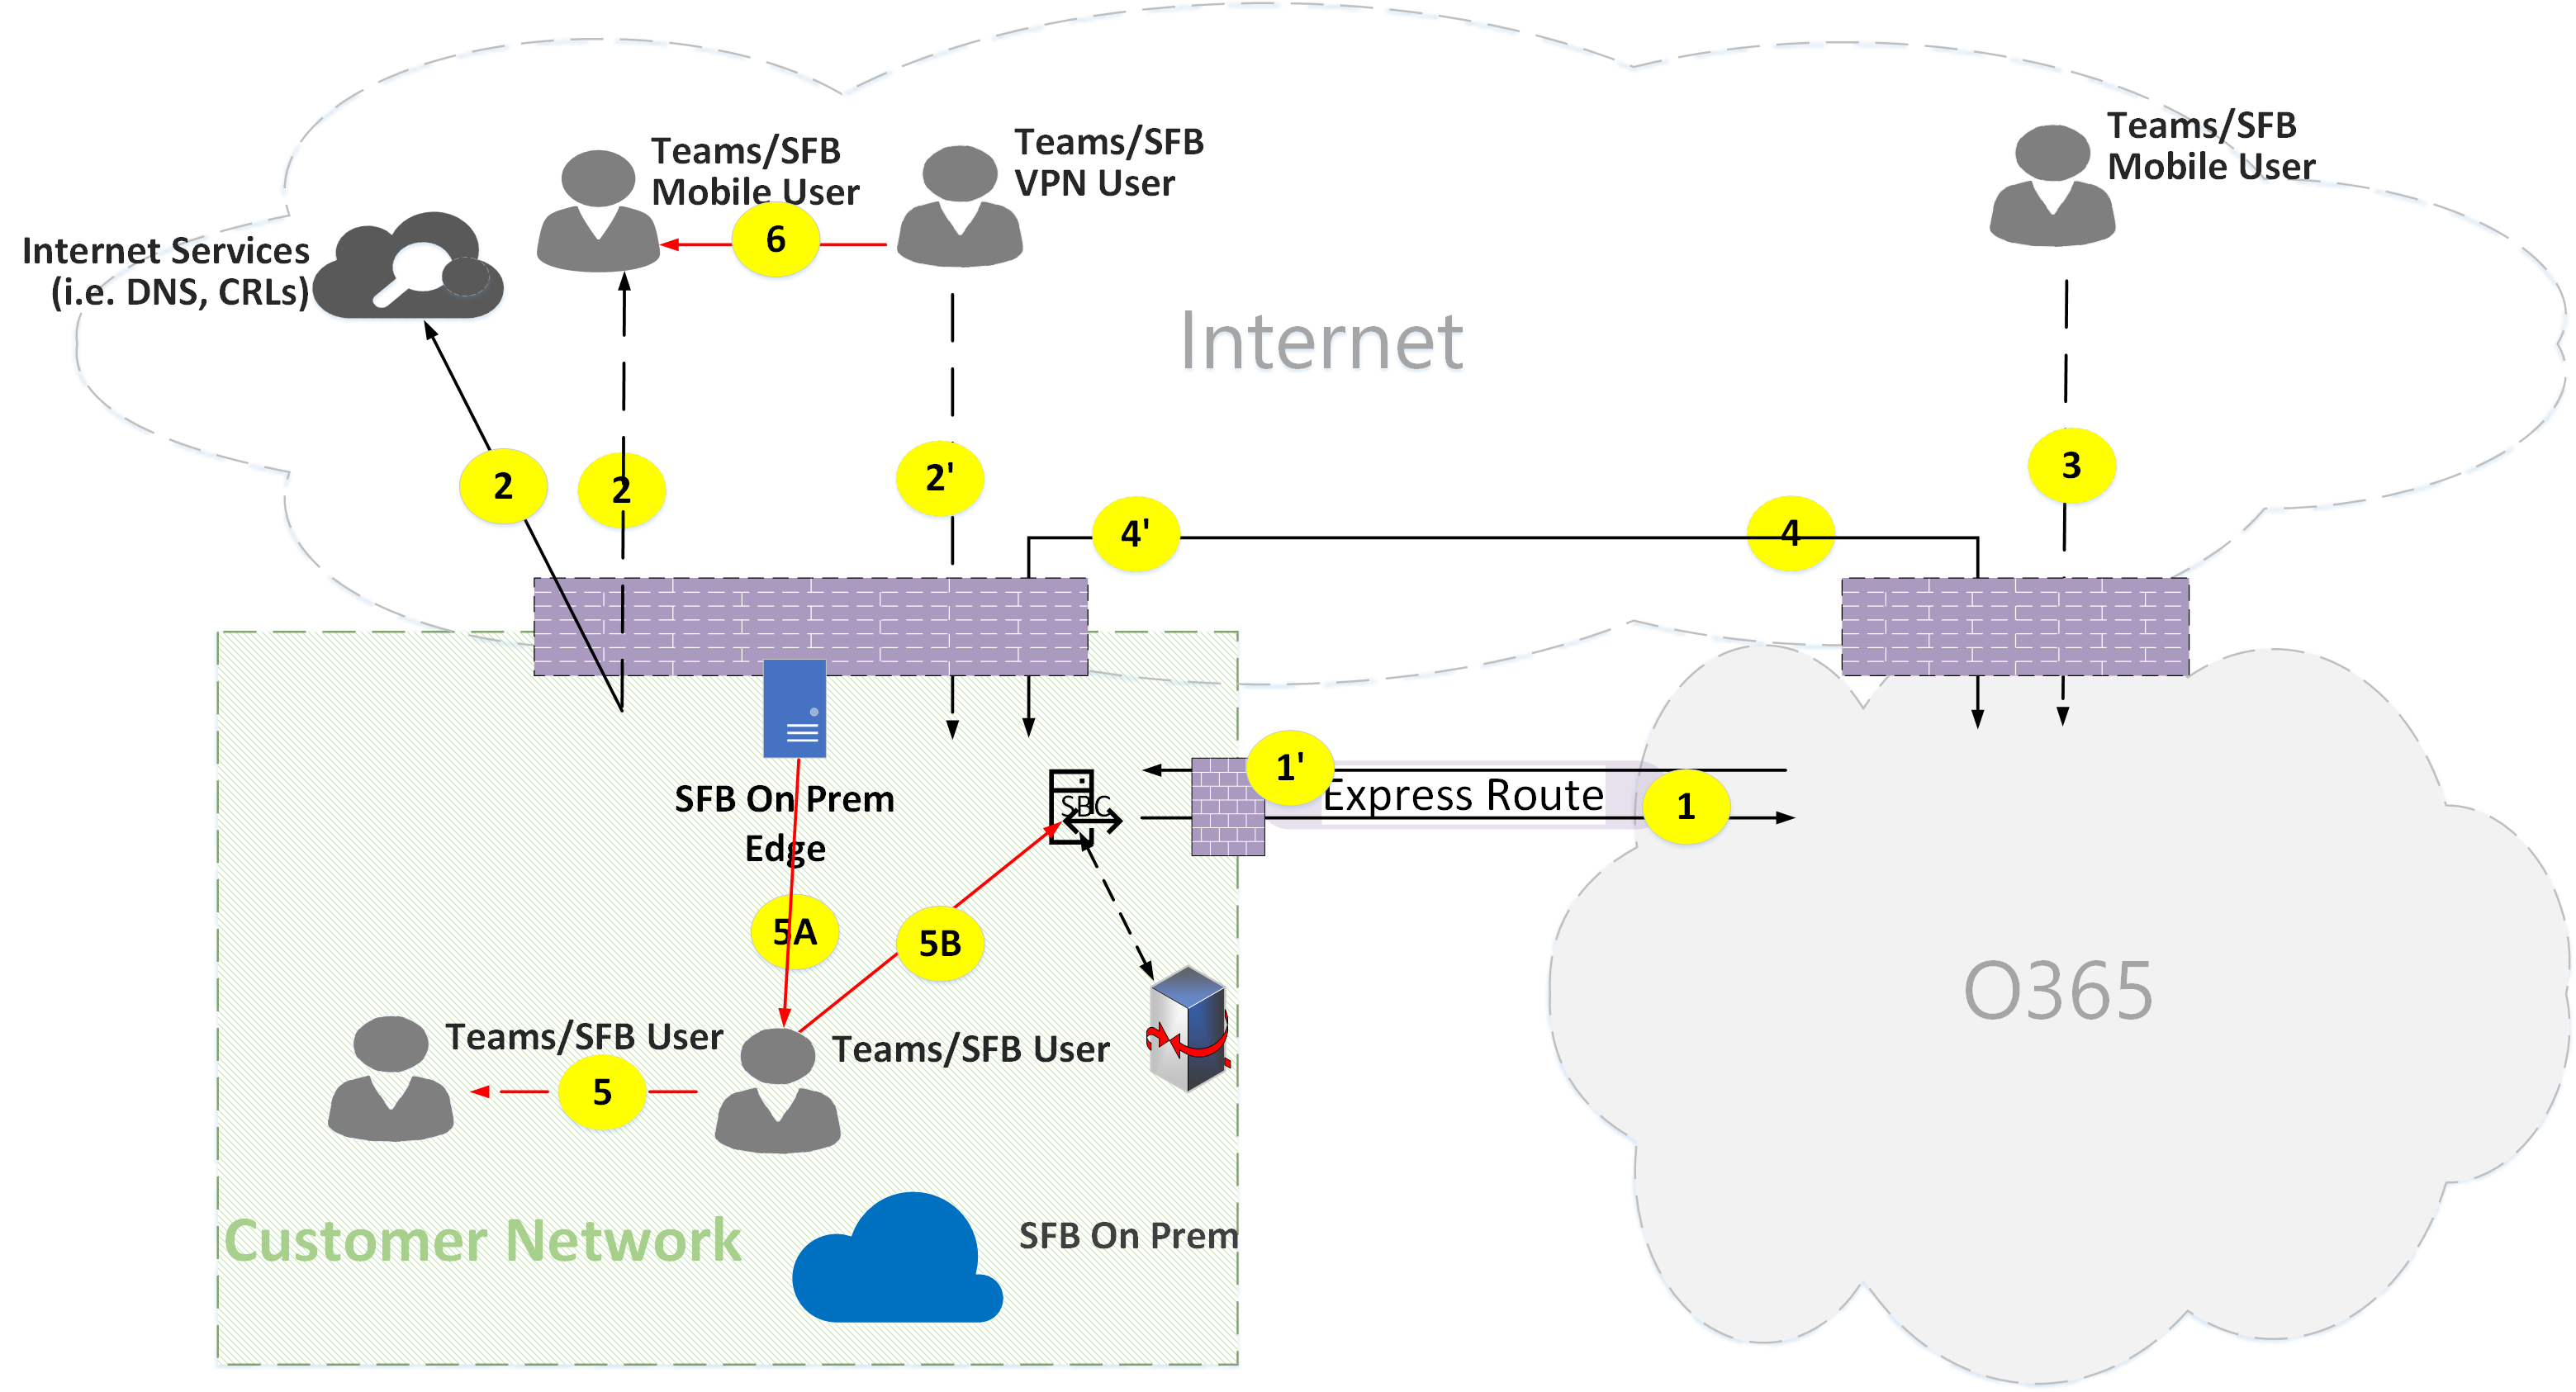 Teams/SFB
Mobile User
Teams/SFB
VPN User
Teams/SFB
Mobile User
Internet Services
(i.e. DNS, CRLs)
6
Internet
2
2
2'
3
4'
4
1'
Express Route
1
SBC
SFB On Prem
Edge
5A
5B
O365
Teams/SFB User
Teams/SFB User
5
Customer Network
SFB On Prem